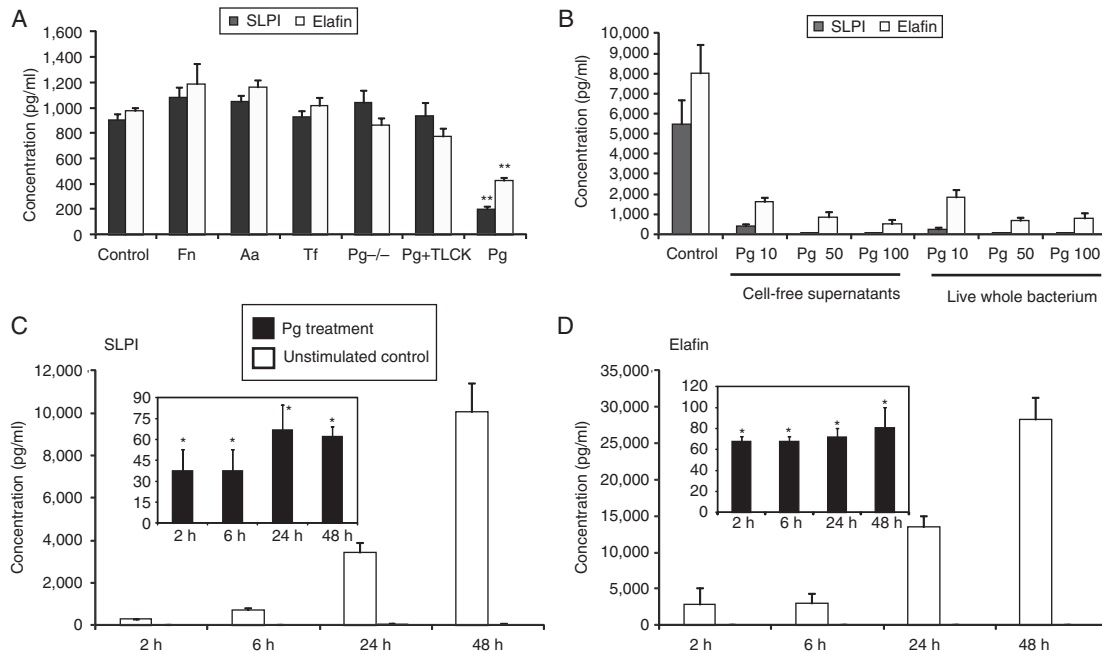 A
SLPI Elafin
Concentration (pg/ml)
1,600
1,400
1,200
1,000
800
600
400
200
0
** **
Control Fn Aa Tf Pg–/– Pg+TLCK Pg
B
SLPI Elafin
Concentration (pg/ml)
10,000
9,000
8,000
7,000
6,000
5,000
4,000
3,000
2,000
1,000
0
Control Pg 10 Pg 50 Pg 100 Pg 10 Pg 50 Pg 100
Cell-free supernatants Live whole bacterium
C
SLPI
Pg treatment
Unstimulated control
Concentration (pg/ml)
12,000
10,000
8,000
6,000
4,000
2,000
0
90
75
60
45
30
15
0
* * * *
2 h 6 h 24 h 48 h
2 h 6 h 24 h 48 h
D
Elafin
Concentration (pg/ml)
35,000
30,000
25,000
20,000
15,000
10,000
5,000
0
120
100
80
60
40
20
0
* * * *
2 h 6 h 24 h 48 h
2 h 6 h 24 h 48 h